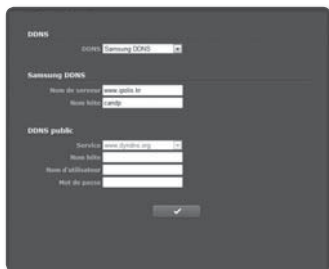 DDNS
DDNS Samsung DDNS
Samsung DDNS
Nom de serveur www.ipolis.kr
Nom hôte camdp
DDNS public
Service www.dyndns.org
Nom hôte
Nom d'utilisateur
Mot de passe